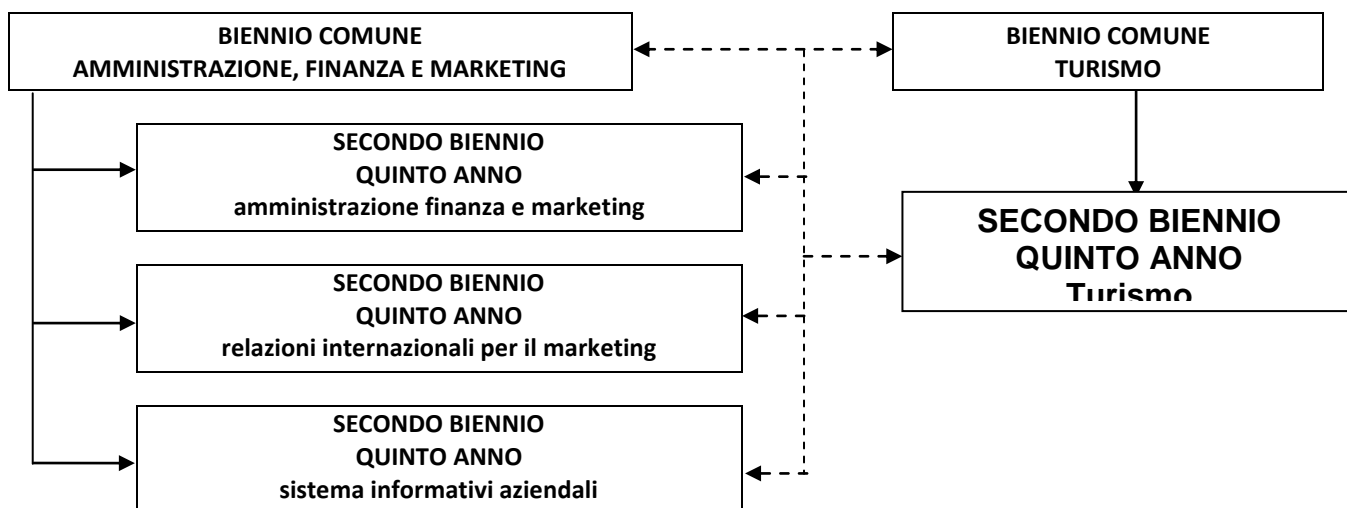 BIENNIO COMUNE
AMMINISTRAZIONE, FINANZA E MARKETING
BIENNIO COMUNE
TURISMO
SECONDO BIENNIO
QUINTO ANNO
amministrazione finanza e marketing
SECONDO BIENNIO
QUINTO ANNO
Turismo
SECONDO BIENNIO
QUINTO ANNO
relazioni internazionali per il marketing
SECONDO BIENNIO
QUINTO ANNO
sistema informativi aziendali